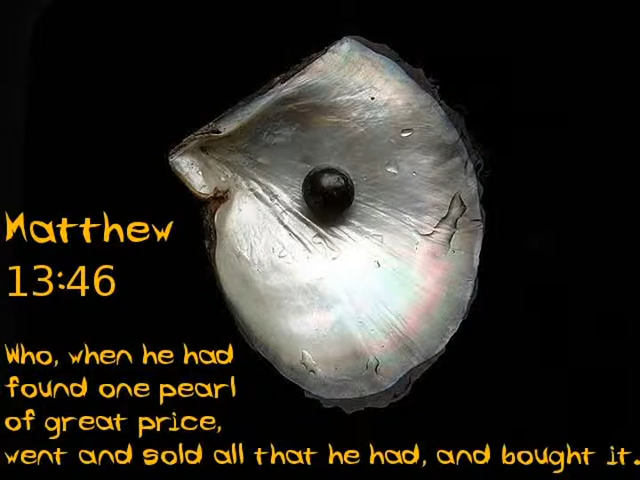 Matthew
13:46
Who, when he had
found one pearl
of great price,
went and sold all that he had, and bought it.